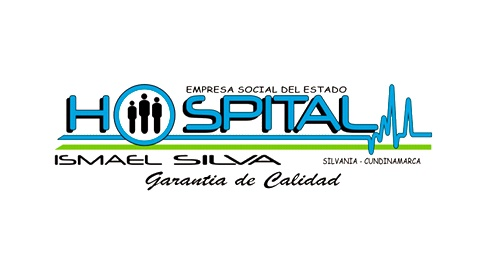 EMPRESA SOCIAL DEL ESTADO
HOSPITAL
ISMAEL SILVA
SILVANIA - CUNDINAMARCA
Garantia de Calidad